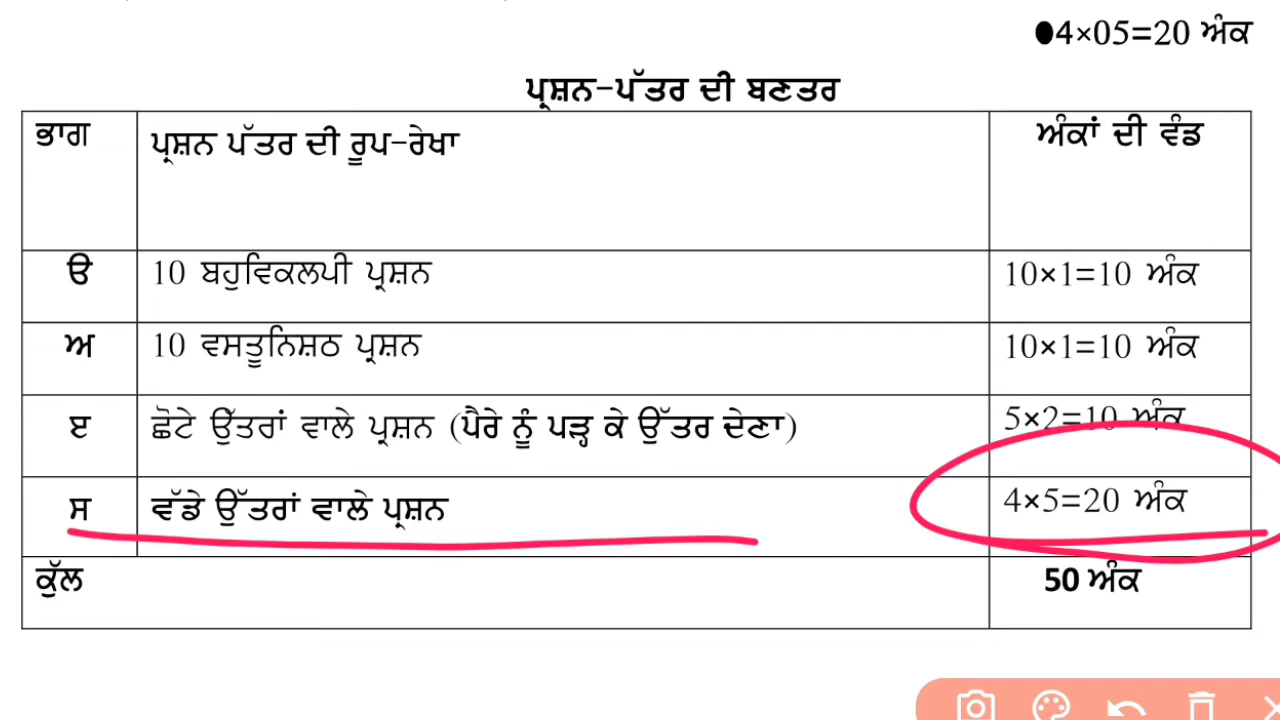 ●4×05=20 ਅੰਕ
ਪ੍ਰਸ਼ਨ-ਪੱਤਰ ਦੀ ਬਣਤਰ
ਭਾਗ ਪ੍ਰਸ਼ਨ ਪੱਤਰ ਦੀ ਰੂਪ-ਰੇਖਾ ਅੰਕਾਂ ਦੀ ਵੰਡ
ੳ 10 ਬਹੁਵਿਕਲਪੀ ਪ੍ਰਸ਼ਨ 10×1=10 ਅੰਕ
ਅ 10 ਵਸਤੂਨਿਸ਼ਠ ਪ੍ਰਸ਼ਨ 10×1=10 ਅੰਕ
ੲ ਛੋਟੇ ਉੱਤਰਾਂ ਵਾਲੇ ਪ੍ਰਸ਼ਨ (ਪੈਰੇ ਨੂੰ ਪੜ੍ਹ ਕੇ ਉੱਤਰ ਦੇਣਾ) 5×2=10 ਅੰਕ
ਸ ਵੱਡੇ ਉੱਤਰਾਂ ਵਾਲੇ ਪ੍ਰਸ਼ਨ 4×5=20 ਅੰਕ
ਕੁੱਲ 50 ਅੰਕ